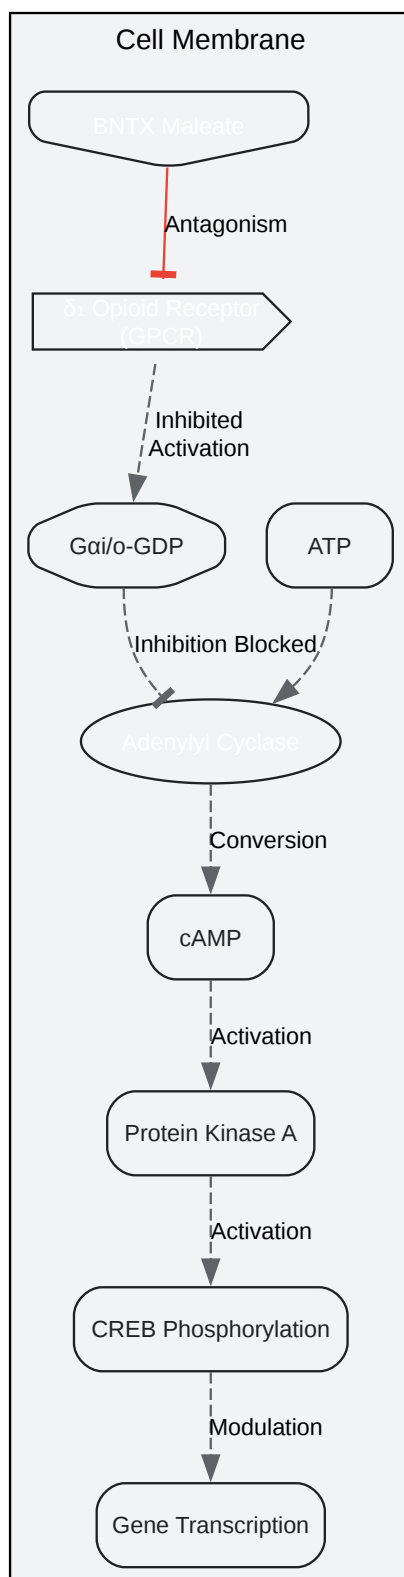 Cell Membrane
BNTX Maleate
Antagonism
δ₁ Opioid Receptor
(GPCR)
Inhibited
Activation
Gαi/o-GDP
ATP
Inhibition Blocked
Adenylyl Cyclase
Conversion
cAMP
Activation
Protein Kinase A
Activation
CREB Phosphorylation
Modulation
Gene Transcription